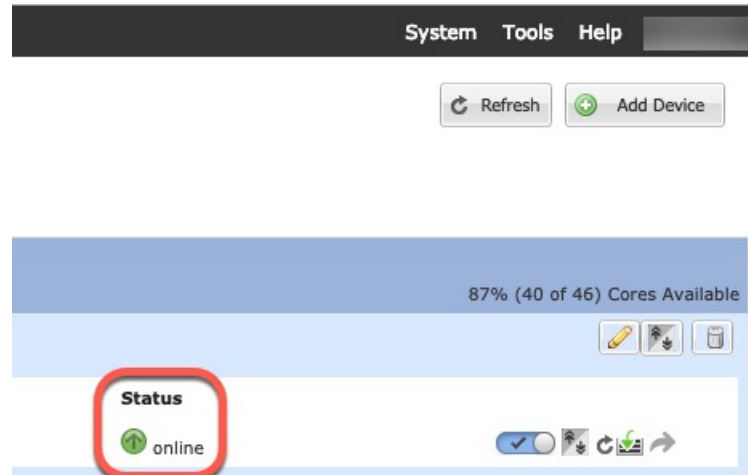 System Tools Help
Refresh Add Device
87% (40 of 46) Cores Available
Status
online